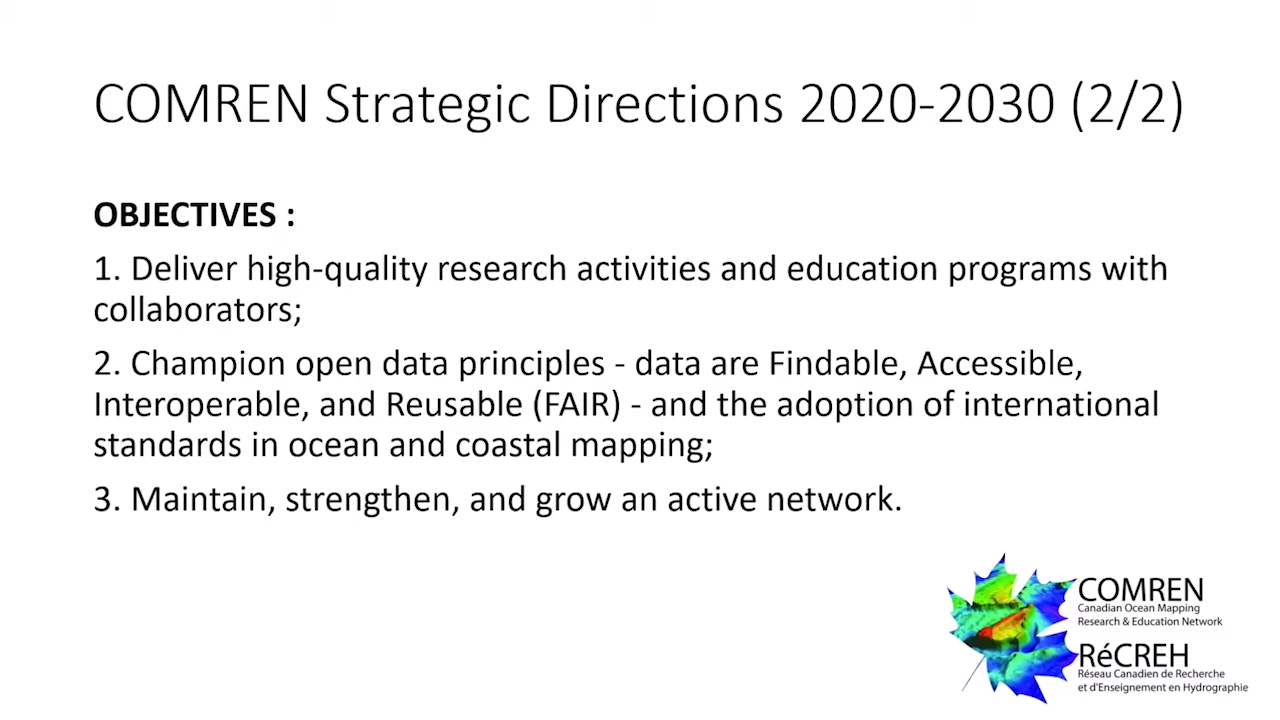 COMREN Strategic Directions 2020-2030 (2/2)
OBJECTIVES :
1. Deliver high-quality research activities and education programs with
collaborators;
2. Champion open data principles - data are Findable, Accessible,
Interoperable, and Reusable (FAIR) - and the adoption of international
standards in ocean and coastal mapping;
3. Maintain, strengthen, and grow an active network.
COMREN
Canadian Ocean Mapping
Research & Education Network
RéCREH
Réseau Canadien de Recherche
et d'Enseignement en Hydrographie